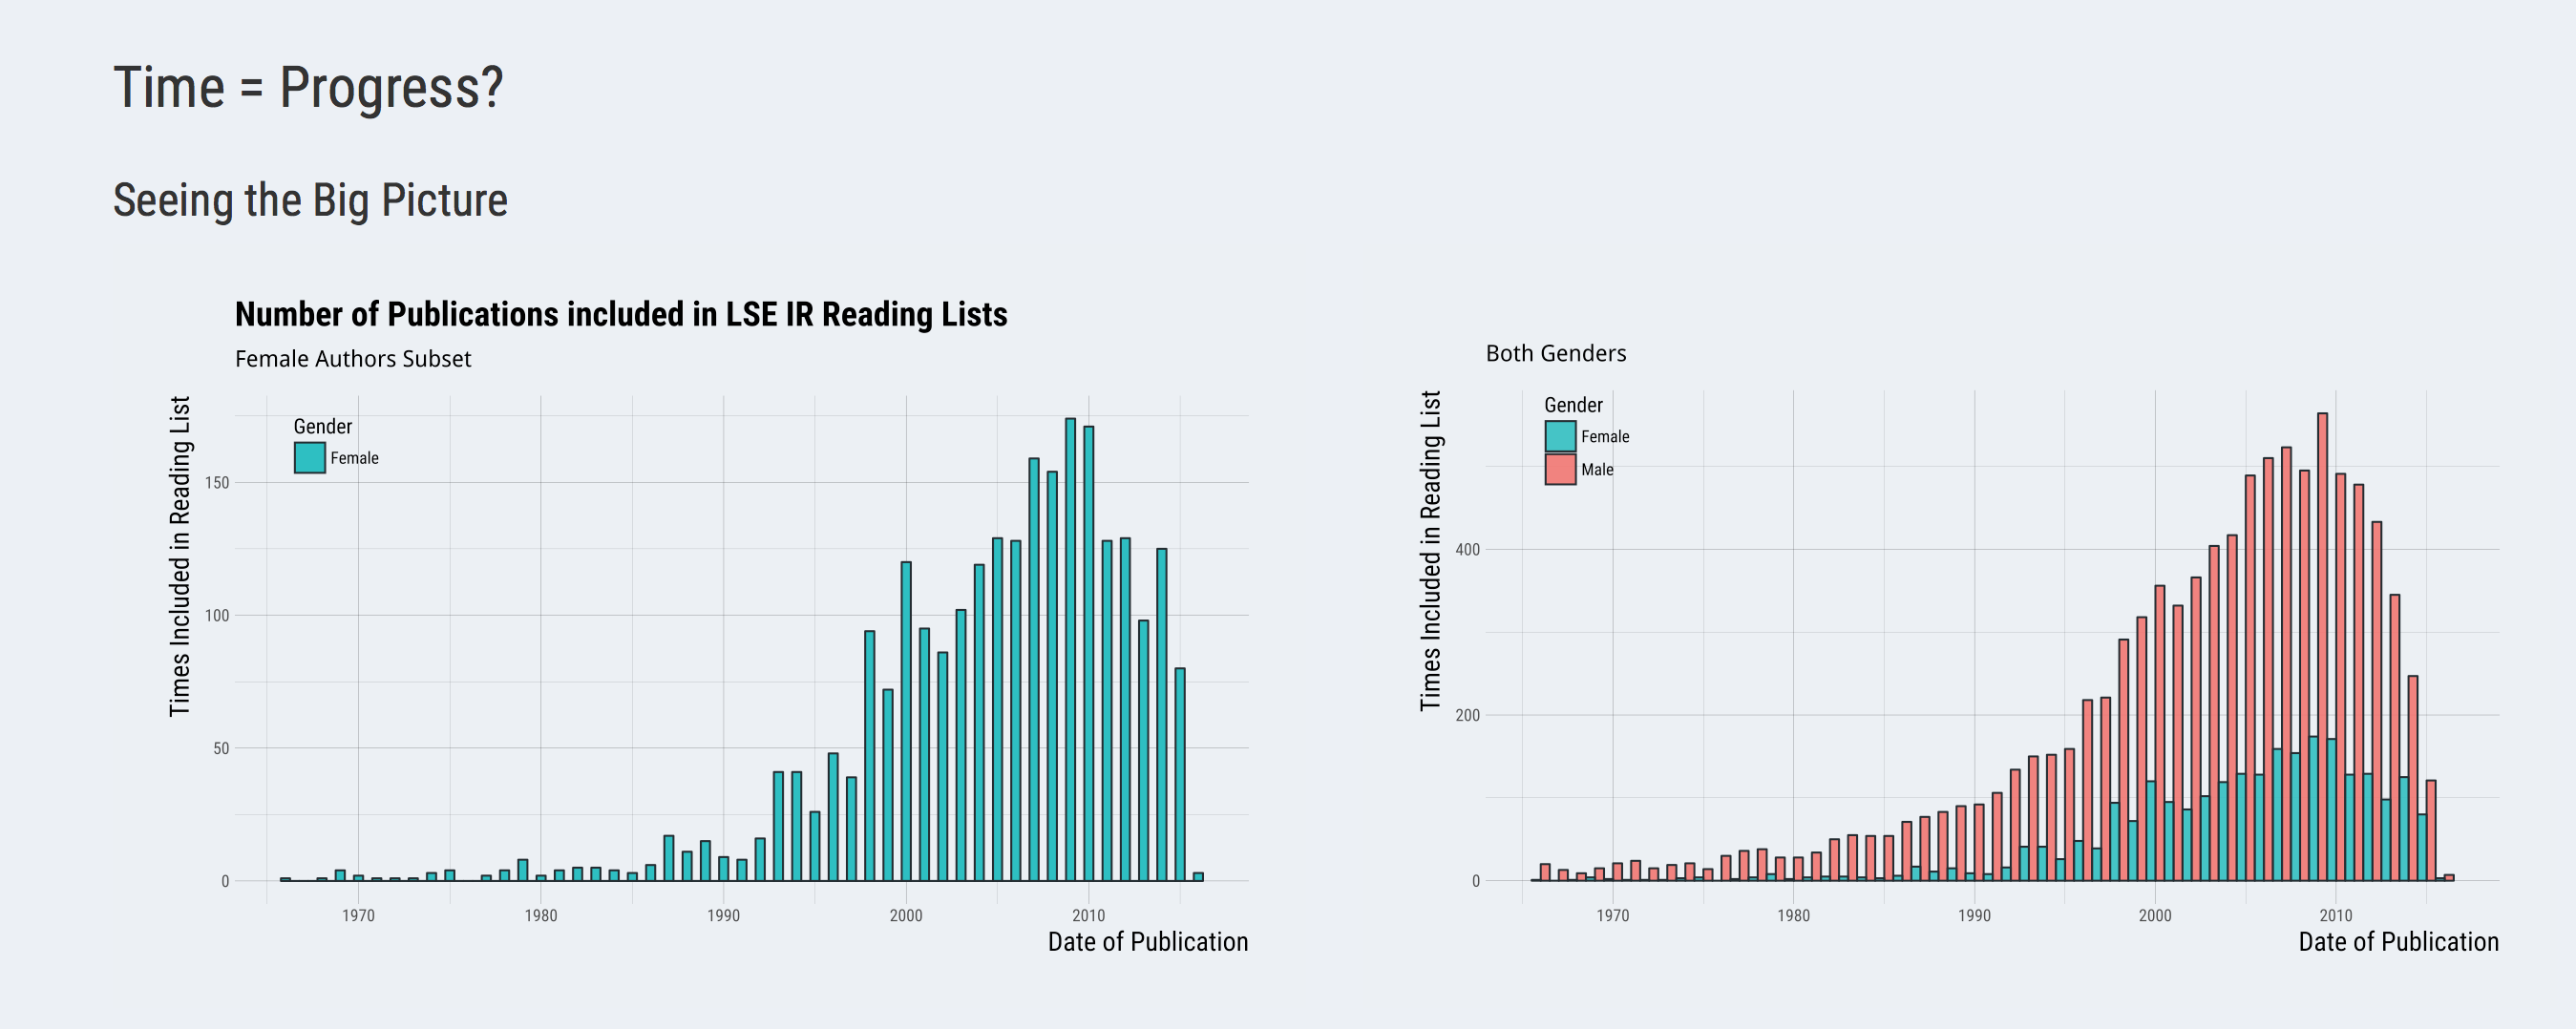 Time = Progress?
Seeing the Big Picture
Number of Publications included in LSE IR Reading Lists
Female Authors Subset
Times Included in Reading List
Gender
Female
150
100
50
0
1970 1980 1990 2000 2010
Date of Publication
Both Genders
Times Included in Reading List
Gender
Female
Male
400
200
0
1970 1980 1990 2000 2010
Date of Publication